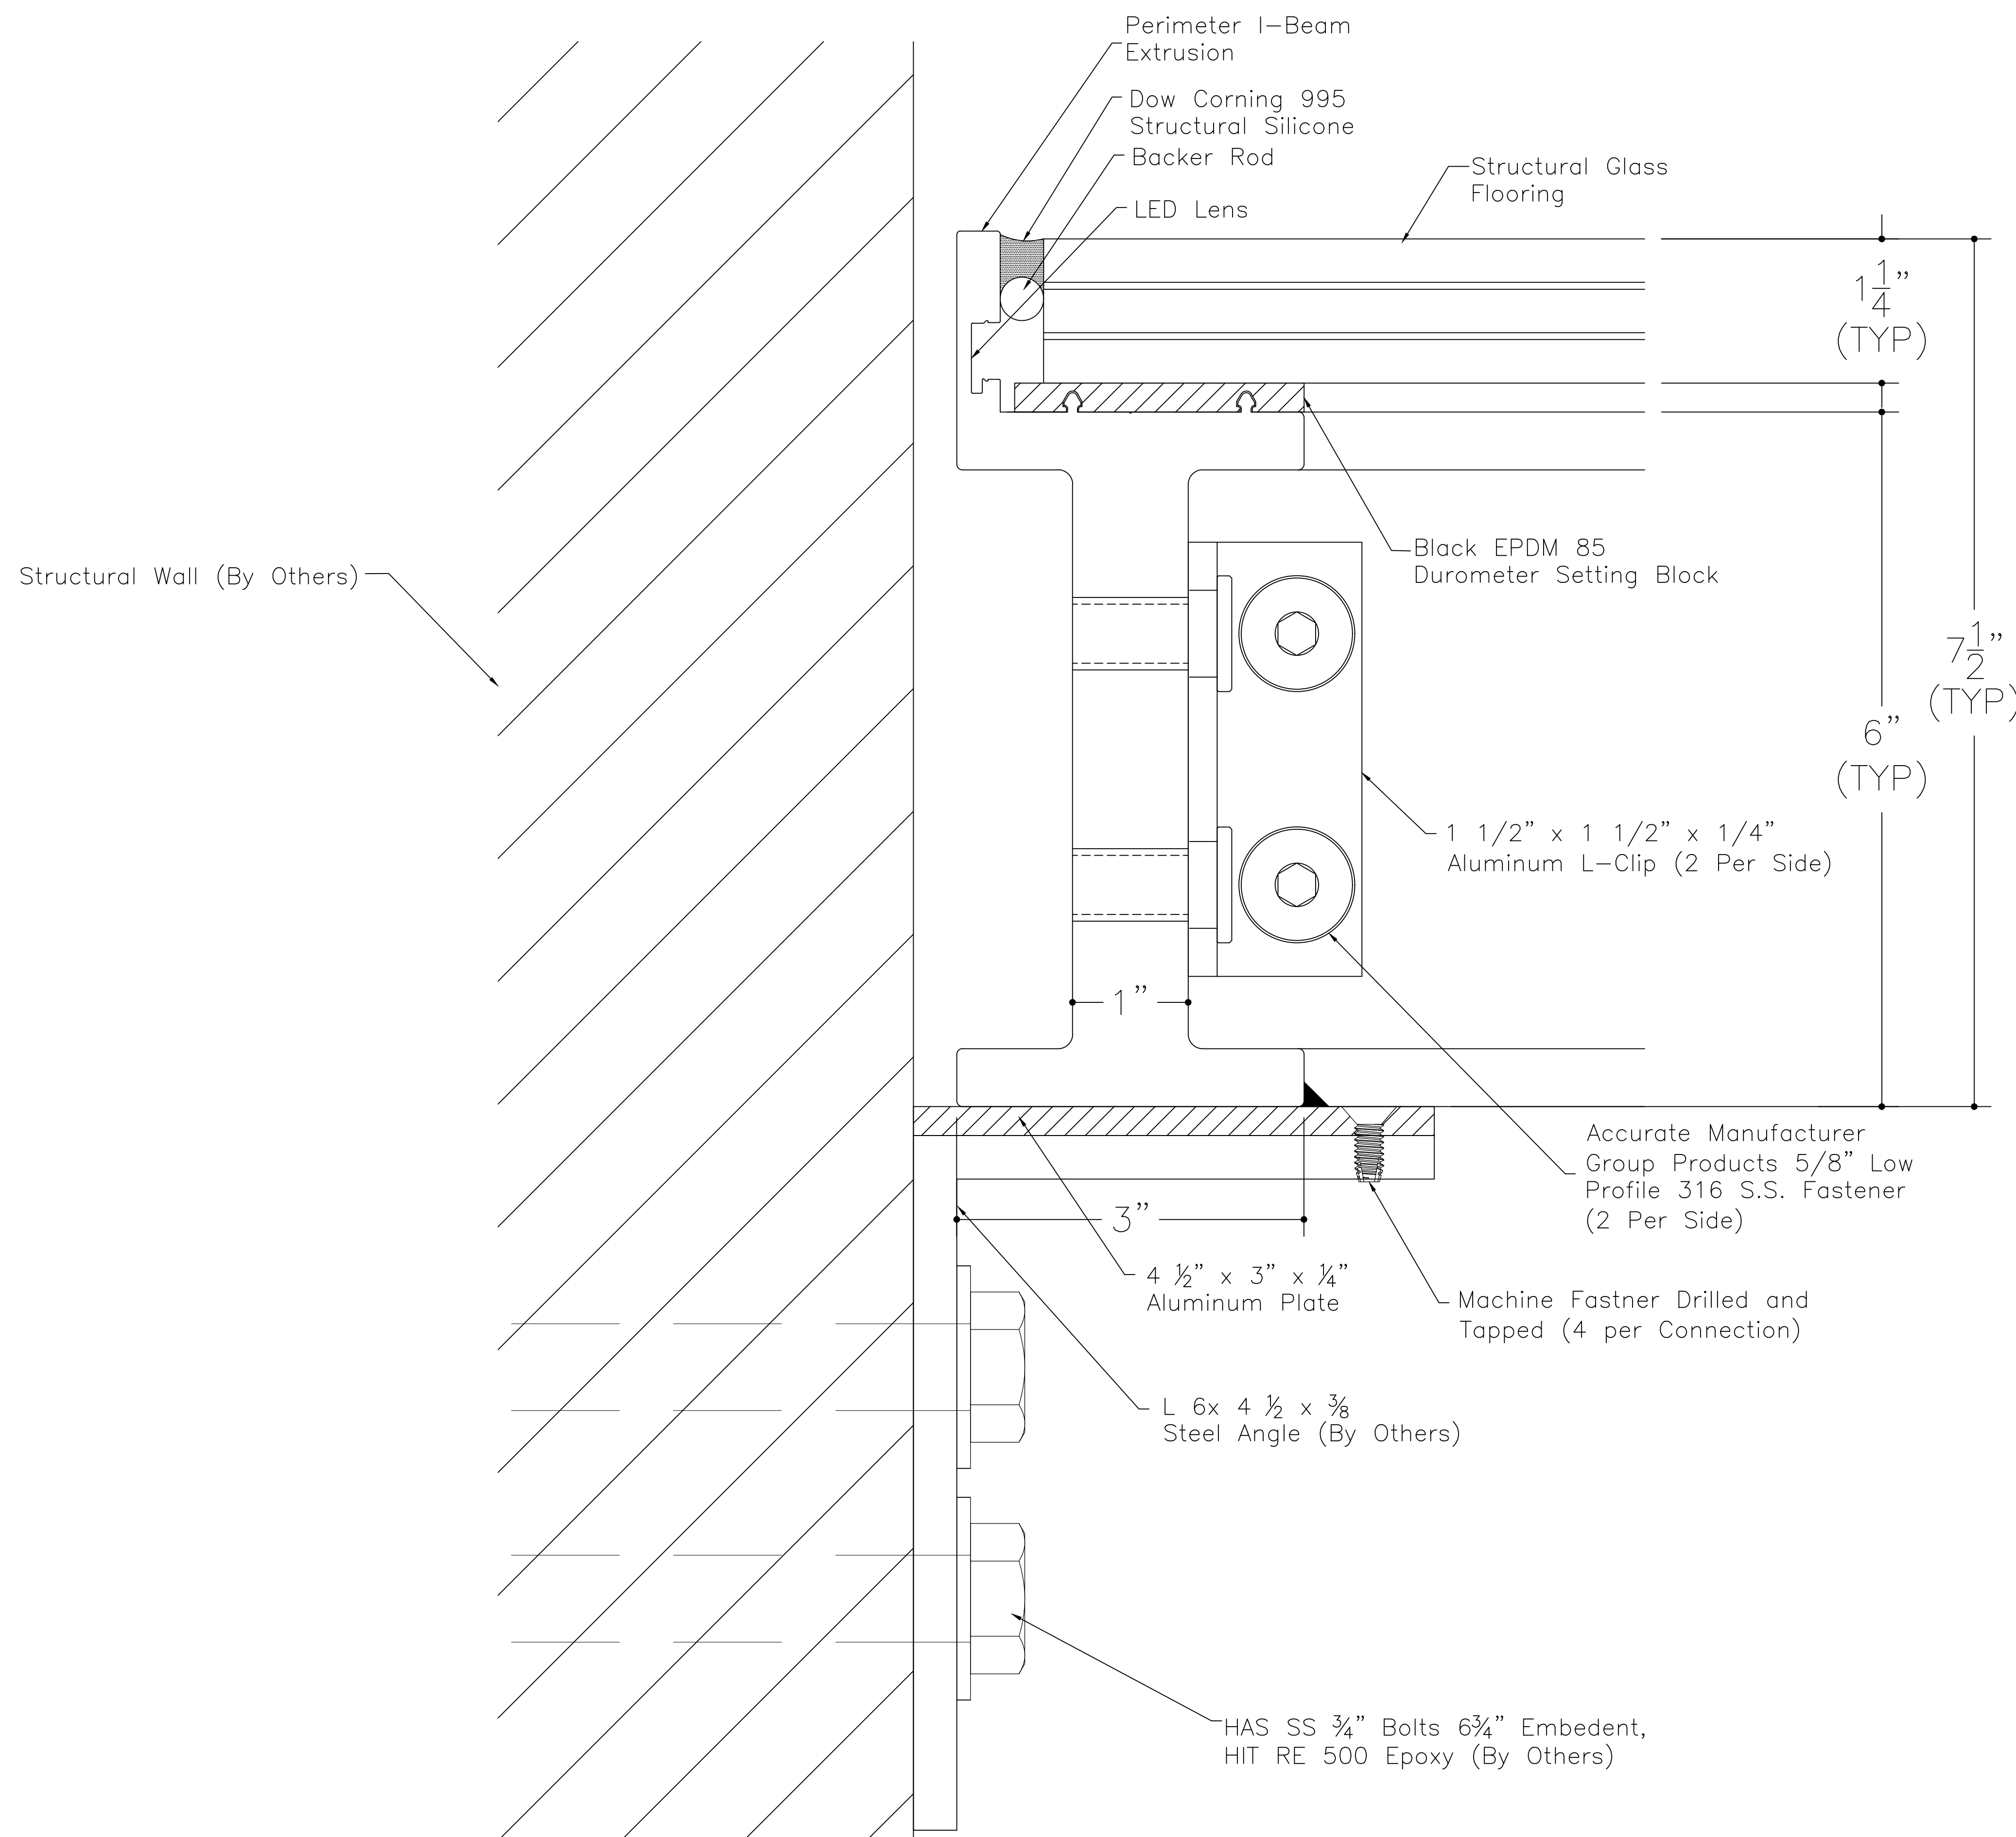 Perimeter I-Beam
Extrusion
Dow Corning 995
Structural Silicone
Backer Rod
LED Lens
Structural Glass
Flooring
1 1/4"
(TYP)
Structural Wall (By Others)
Black EPDM 85
Durometer Setting Block
7 1/2"
(TYP)
6"
(TYP)
1 1/2" x 1 1/2" x 1/4"
Aluminum L-Clip (2 Per Side)
1"
Accurate Manufacturer
Group Products 5/8" Low
Profile 316 S.S. Fastener
(2 Per Side)
3"
4 ½" x 3" x ¼"
Aluminum Plate
Machine Fastner Drilled and
Tapped (4 per Connection)
L 6x 4 ½ x ⅜
Steel Angle (By Others)
HAS SS ¾" Bolts 6¾" Embedent,
HIT RE 500 Epoxy (By Others)